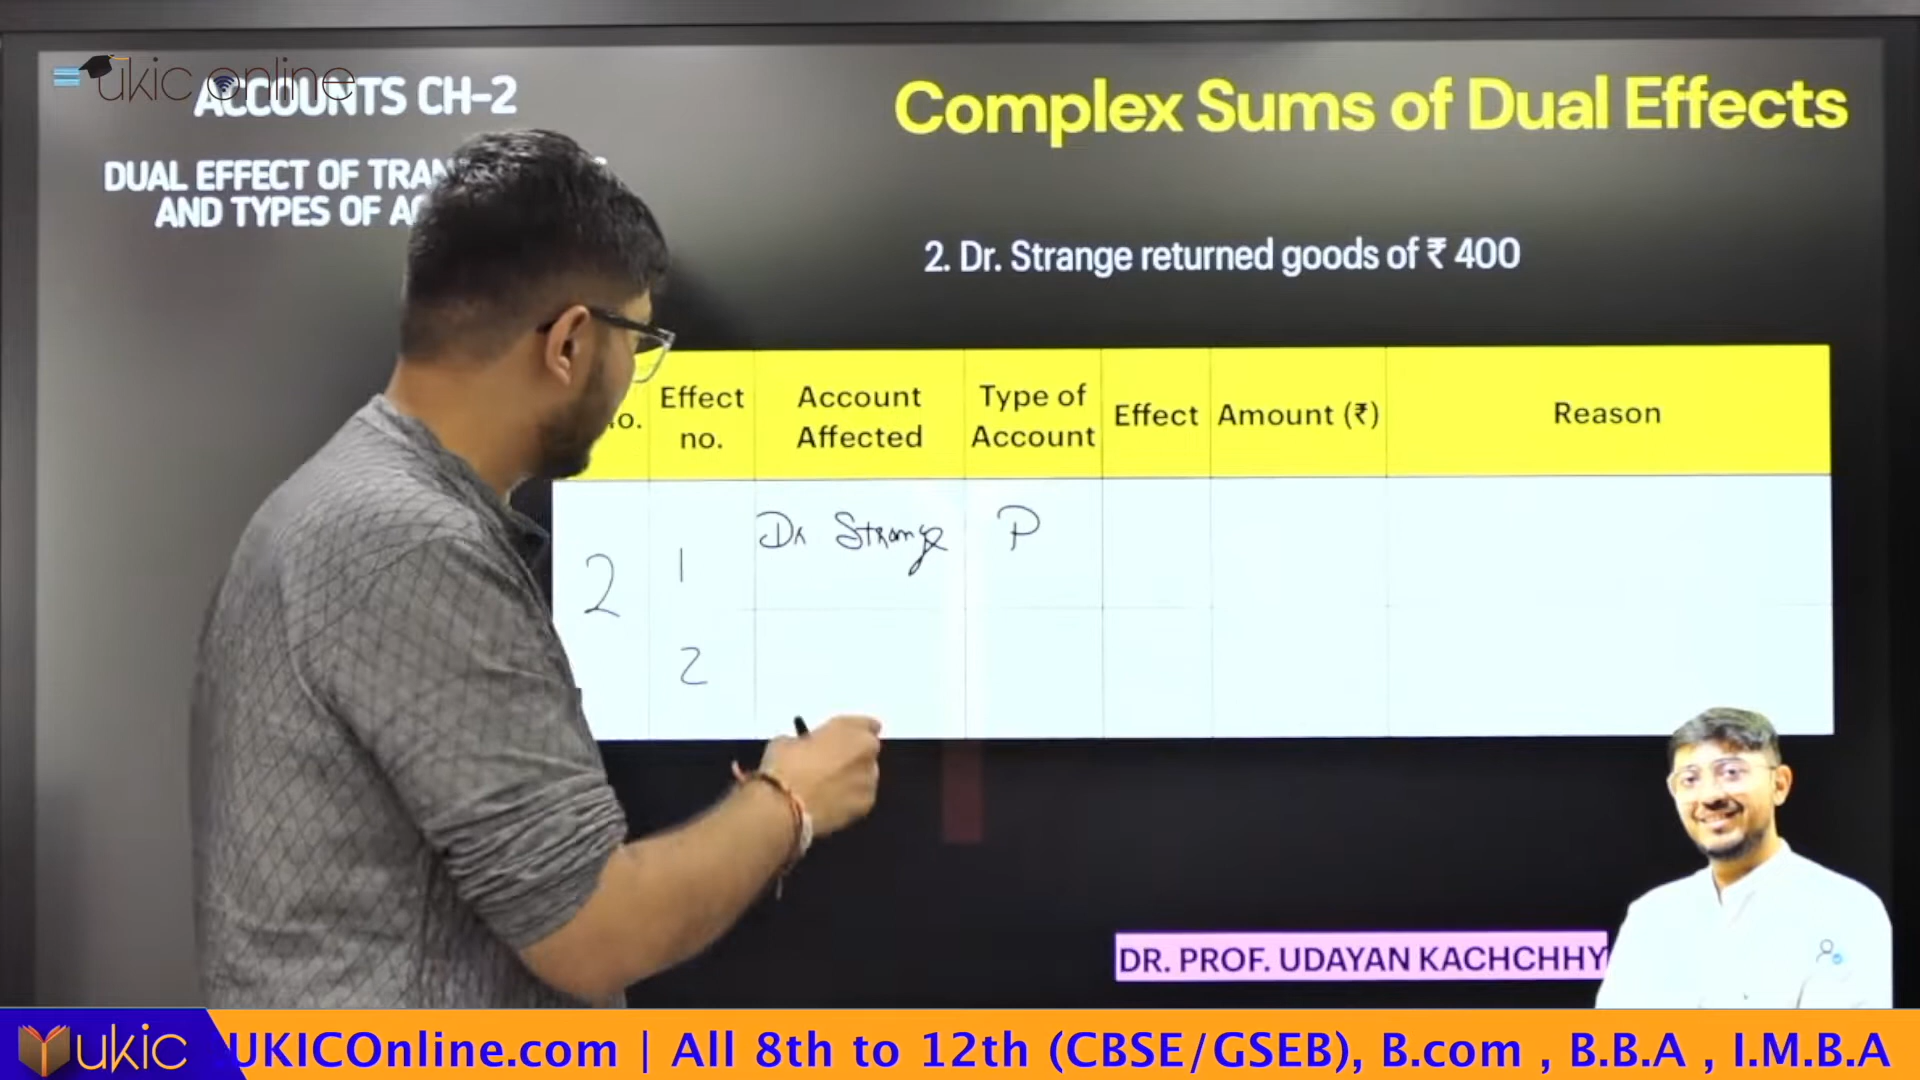 ukic online
ACCOUNTS CH-2
DUAL EFFECT OF TRAN
AND TYPES OF A
Complex Sums of Dual Effects
2. Dr. Strange returned goods of ₹ 400
o.
Effect no.
Account Affected
Type of Account
Effect
Amount (₹)
Reason
2
1
Dr Strange
P
2
DR. PROF. UDAYAN KACHCHHY
ukic
UKICOnline.com | All 8th to 12th (CBSE/GSEB), B.com , B.B.A , I.M.B.A